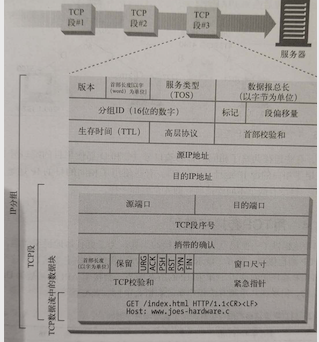 TCP
段#1
TCP
段#2
TCP
段#3
服务器
版本
首部长度(以字(word)为单位)
服务类型
(TOS)
数据报总长
(以字节为单位)
分组ID（16位的数字）
标记
段偏移量
生存时间（TTL）
高层协议
首部校验和
源IP地址
目的IP地址
源端口
目的端口
TCP段序号
捎带的确认
首部长度
(以字为单位)
保留
URG
ACK
PSH
RST
SYN
FIN
窗口尺寸
TCP校验和
紧急指针
GET /index.html HTTP/1.1<CR><LF>
Host: www.joes-hardware.c
IP分组
TCP段
TCP数据流中的数据块